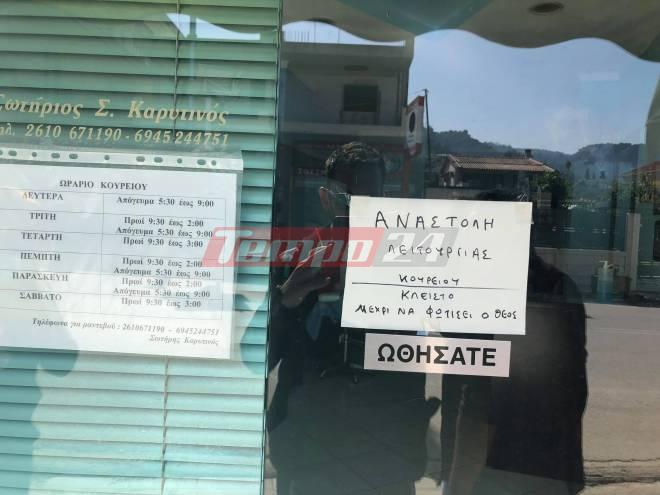 Σωτήριος Σ. Καρυτινός
τηλ. 2610 671190 - 6945244751
ΩΡΑΡΙΟ ΚΟΥΡΕΙΟΥ
ΔΕΥΤΕΡΑ Απόγευμα 5:30 έως 9:00
ΤΡΙΤΗ Πρωί 9:30 έως 2:00
Απόγευμα 5:30 έως 9:00
ΤΕΤΑΡΤΗ Πρωί 9:30 έως 3:00
ΠΕΜΠΤΗ Πρωί 9:30 έως 2:00
Απόγευμα 5:30 έως 9:00
ΠΑΡΑΣΚΕΥΗ Πρωί 9:30 έως 2:00
Απόγευμα 5:30 έως 9:00
ΣΑΒΒΑΤΟ Πρωί 9:30 έως 3:00
Τηλέφωνα για ραντεβού : 2610671190 - 6945244751
Σωτήρης Καρυτινός
Tempo 24
ΑΝΑΣΤΟΛΗ
ΛΕΙΤΟΥΡΓΙΑΣ
ΚΟΥΡΕΙΟΥ
ΚΛΕΙΣΤΟ
ΜΕΧΡΙ ΝΑ ΦΩΤΙΣΕΙ Ο ΘΕΟΣ
ΩΘΗΣΑΤΕ